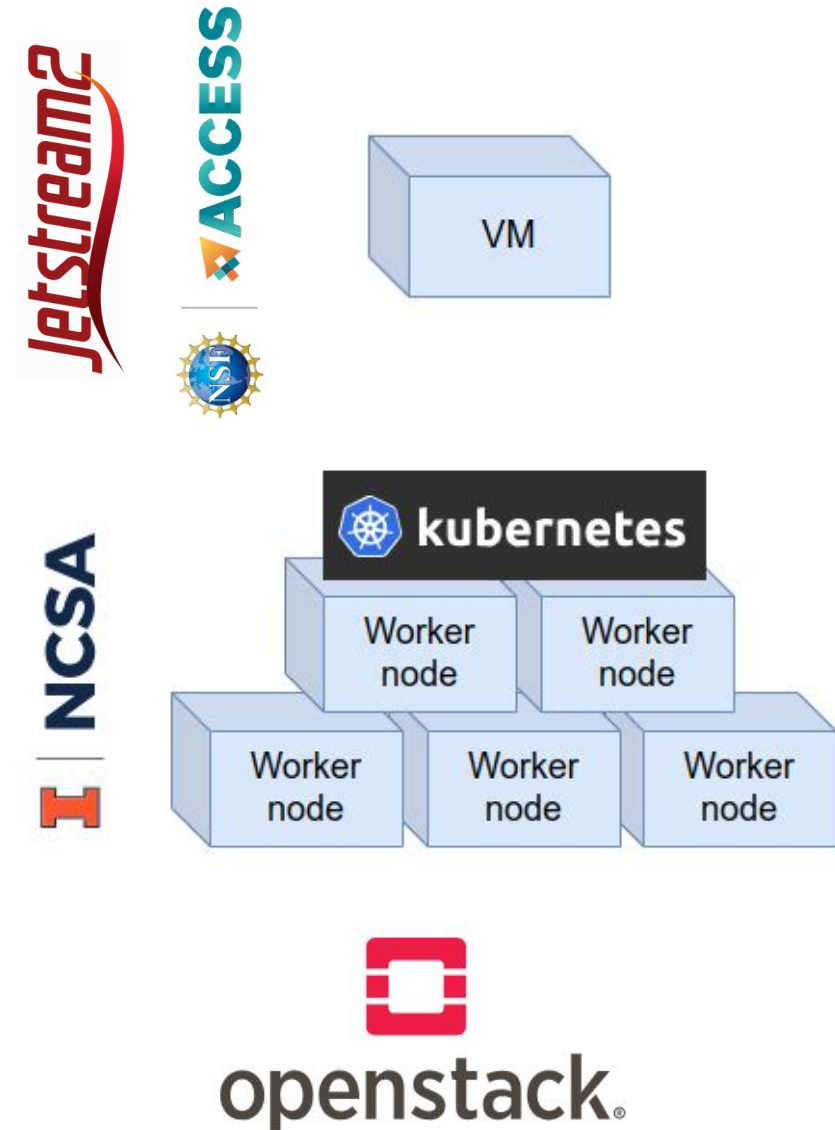 Jetstream2
ACCESS
NSF
VM
NCSA
I
kubernetes
Worker
node
Worker
node
Worker
node
Worker
node
Worker
node
openstack.®